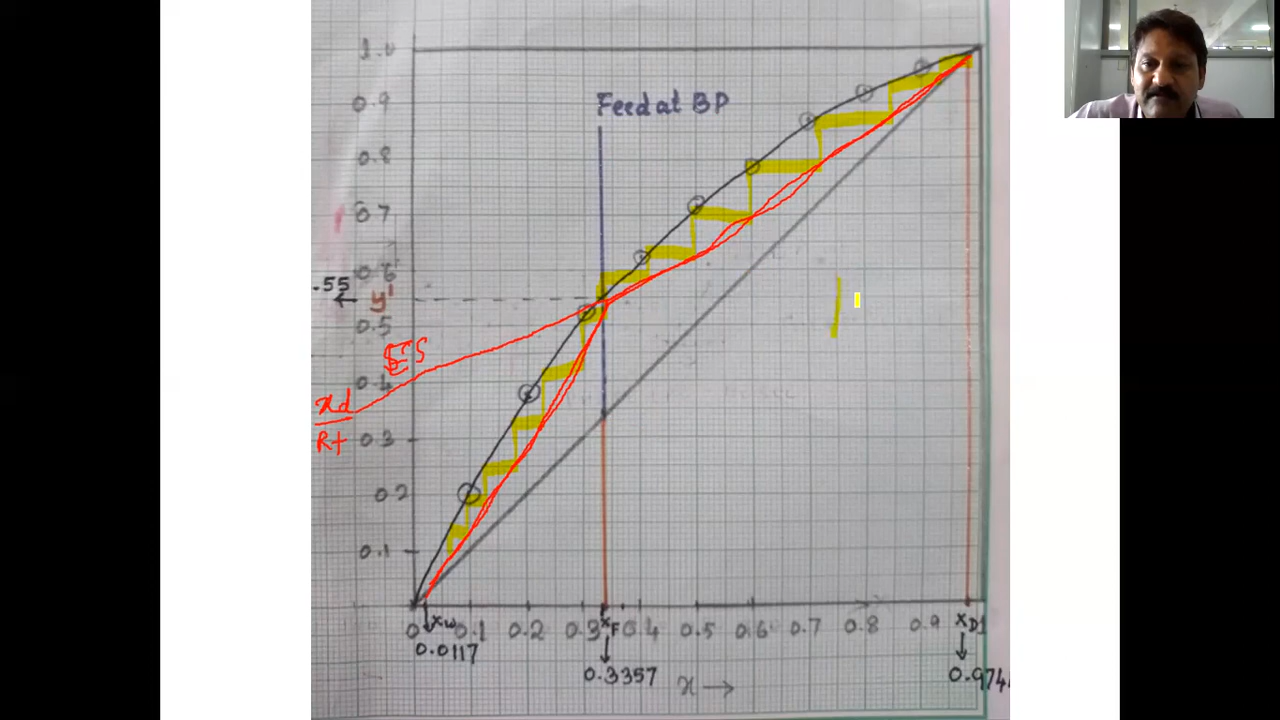 1.0
Feed at BP
0.9
0.8
0.7
0.6
.55
y'
0.5
0.4
xd
R+
0.3
0.2
0.1
0 xw 0.1 0.2 0.3 xF 0.4 0.5 0.6 0.7 0.8 0.9 xD
0.0117
0.3357
0.974
x →